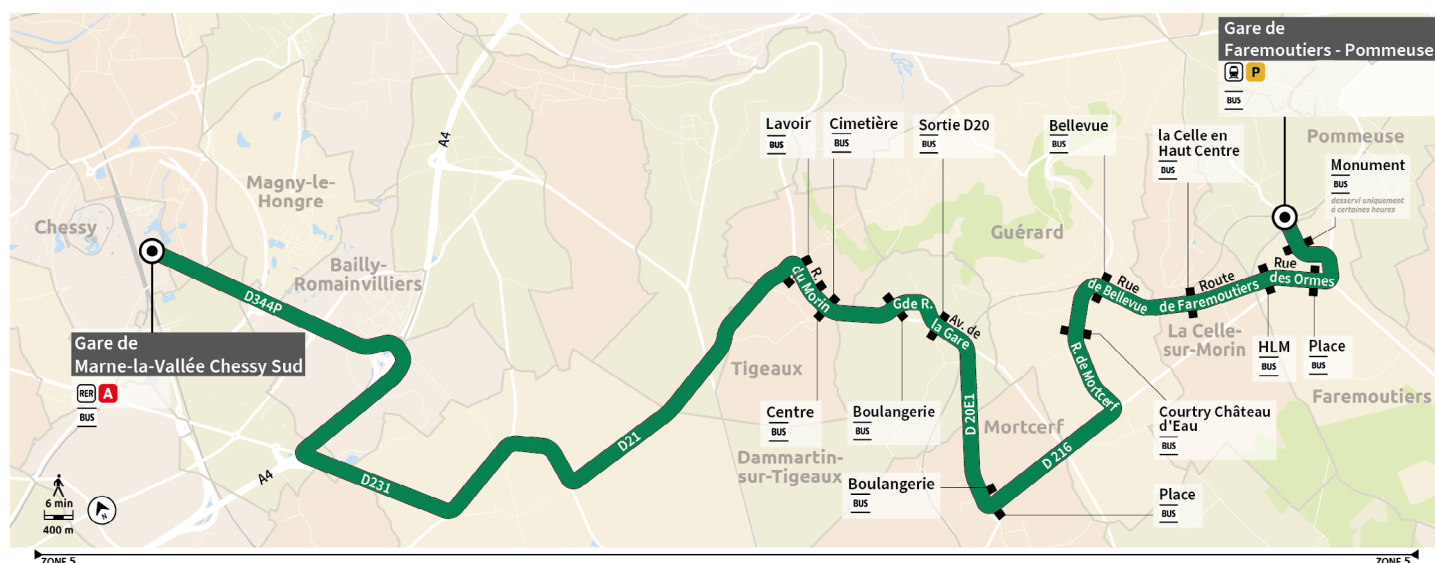 Gare de
Faremoutiers - Pommeuse
P
BUS
Pommeuse
Monument
BUS
desservi uniquement
à certaines heures
Lavoir
BUS
Cimetière
BUS
Sortie D20
BUS
Bellevue
BUS
la Celle en
Haut Centre
BUS
A4
Magny-le-
Hongre
Chessy
Bailly-
Romainvilliers
Guérard
D344P
R.
du Morin
Gde R.
Av. de
la Gare
Rue
de Bellevue
Route
de Faremoutiers
Rue
des Ormes
Gare de
Marne-la-Vallée Chessy Sud
RER A
BUS
Tigeaux
La Celle-
sur-Morin
HLM
BUS
Place
BUS
R. de Mortcerf
Faremoutiers
Centre
BUS
Boulangerie
BUS
D 20E1
Mortcerf
Courtry Château
d'Eau
BUS
D21
Dammartin-
sur-Tigeaux
D 216
A4
D231
Boulangerie
BUS
Place
BUS
6 min
400 m
N
ZONE 5
ZONE 5